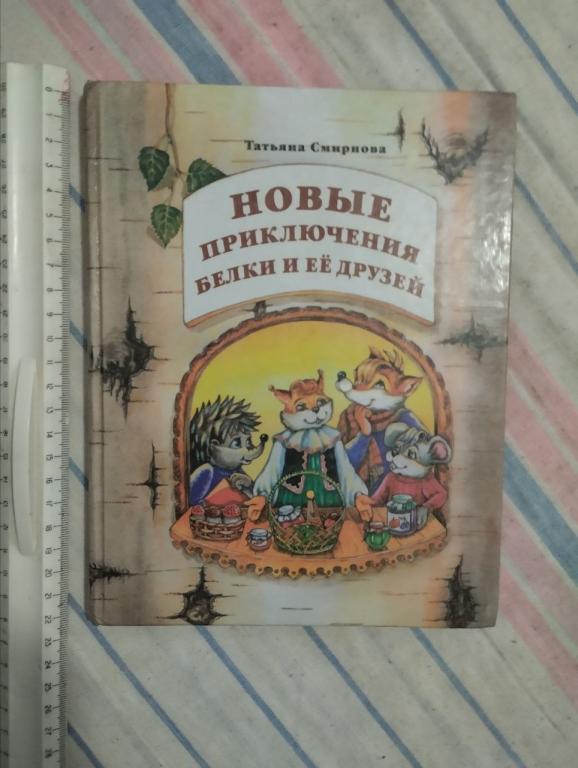 Татьяна Смирнова
НОВЫЕ
ПРИКЛЮЧЕНИЯ
БЕЛКИ И ЕЁ ДРУЗЕЙ